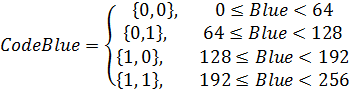 {0,0}, 0 ≤ Blue < 64
{0,1}, 64 ≤ Blue < 128
CodeBlue =
{1,0}, 128 ≤ Blue < 192
{1,1}, 192 ≤ Blue < 256